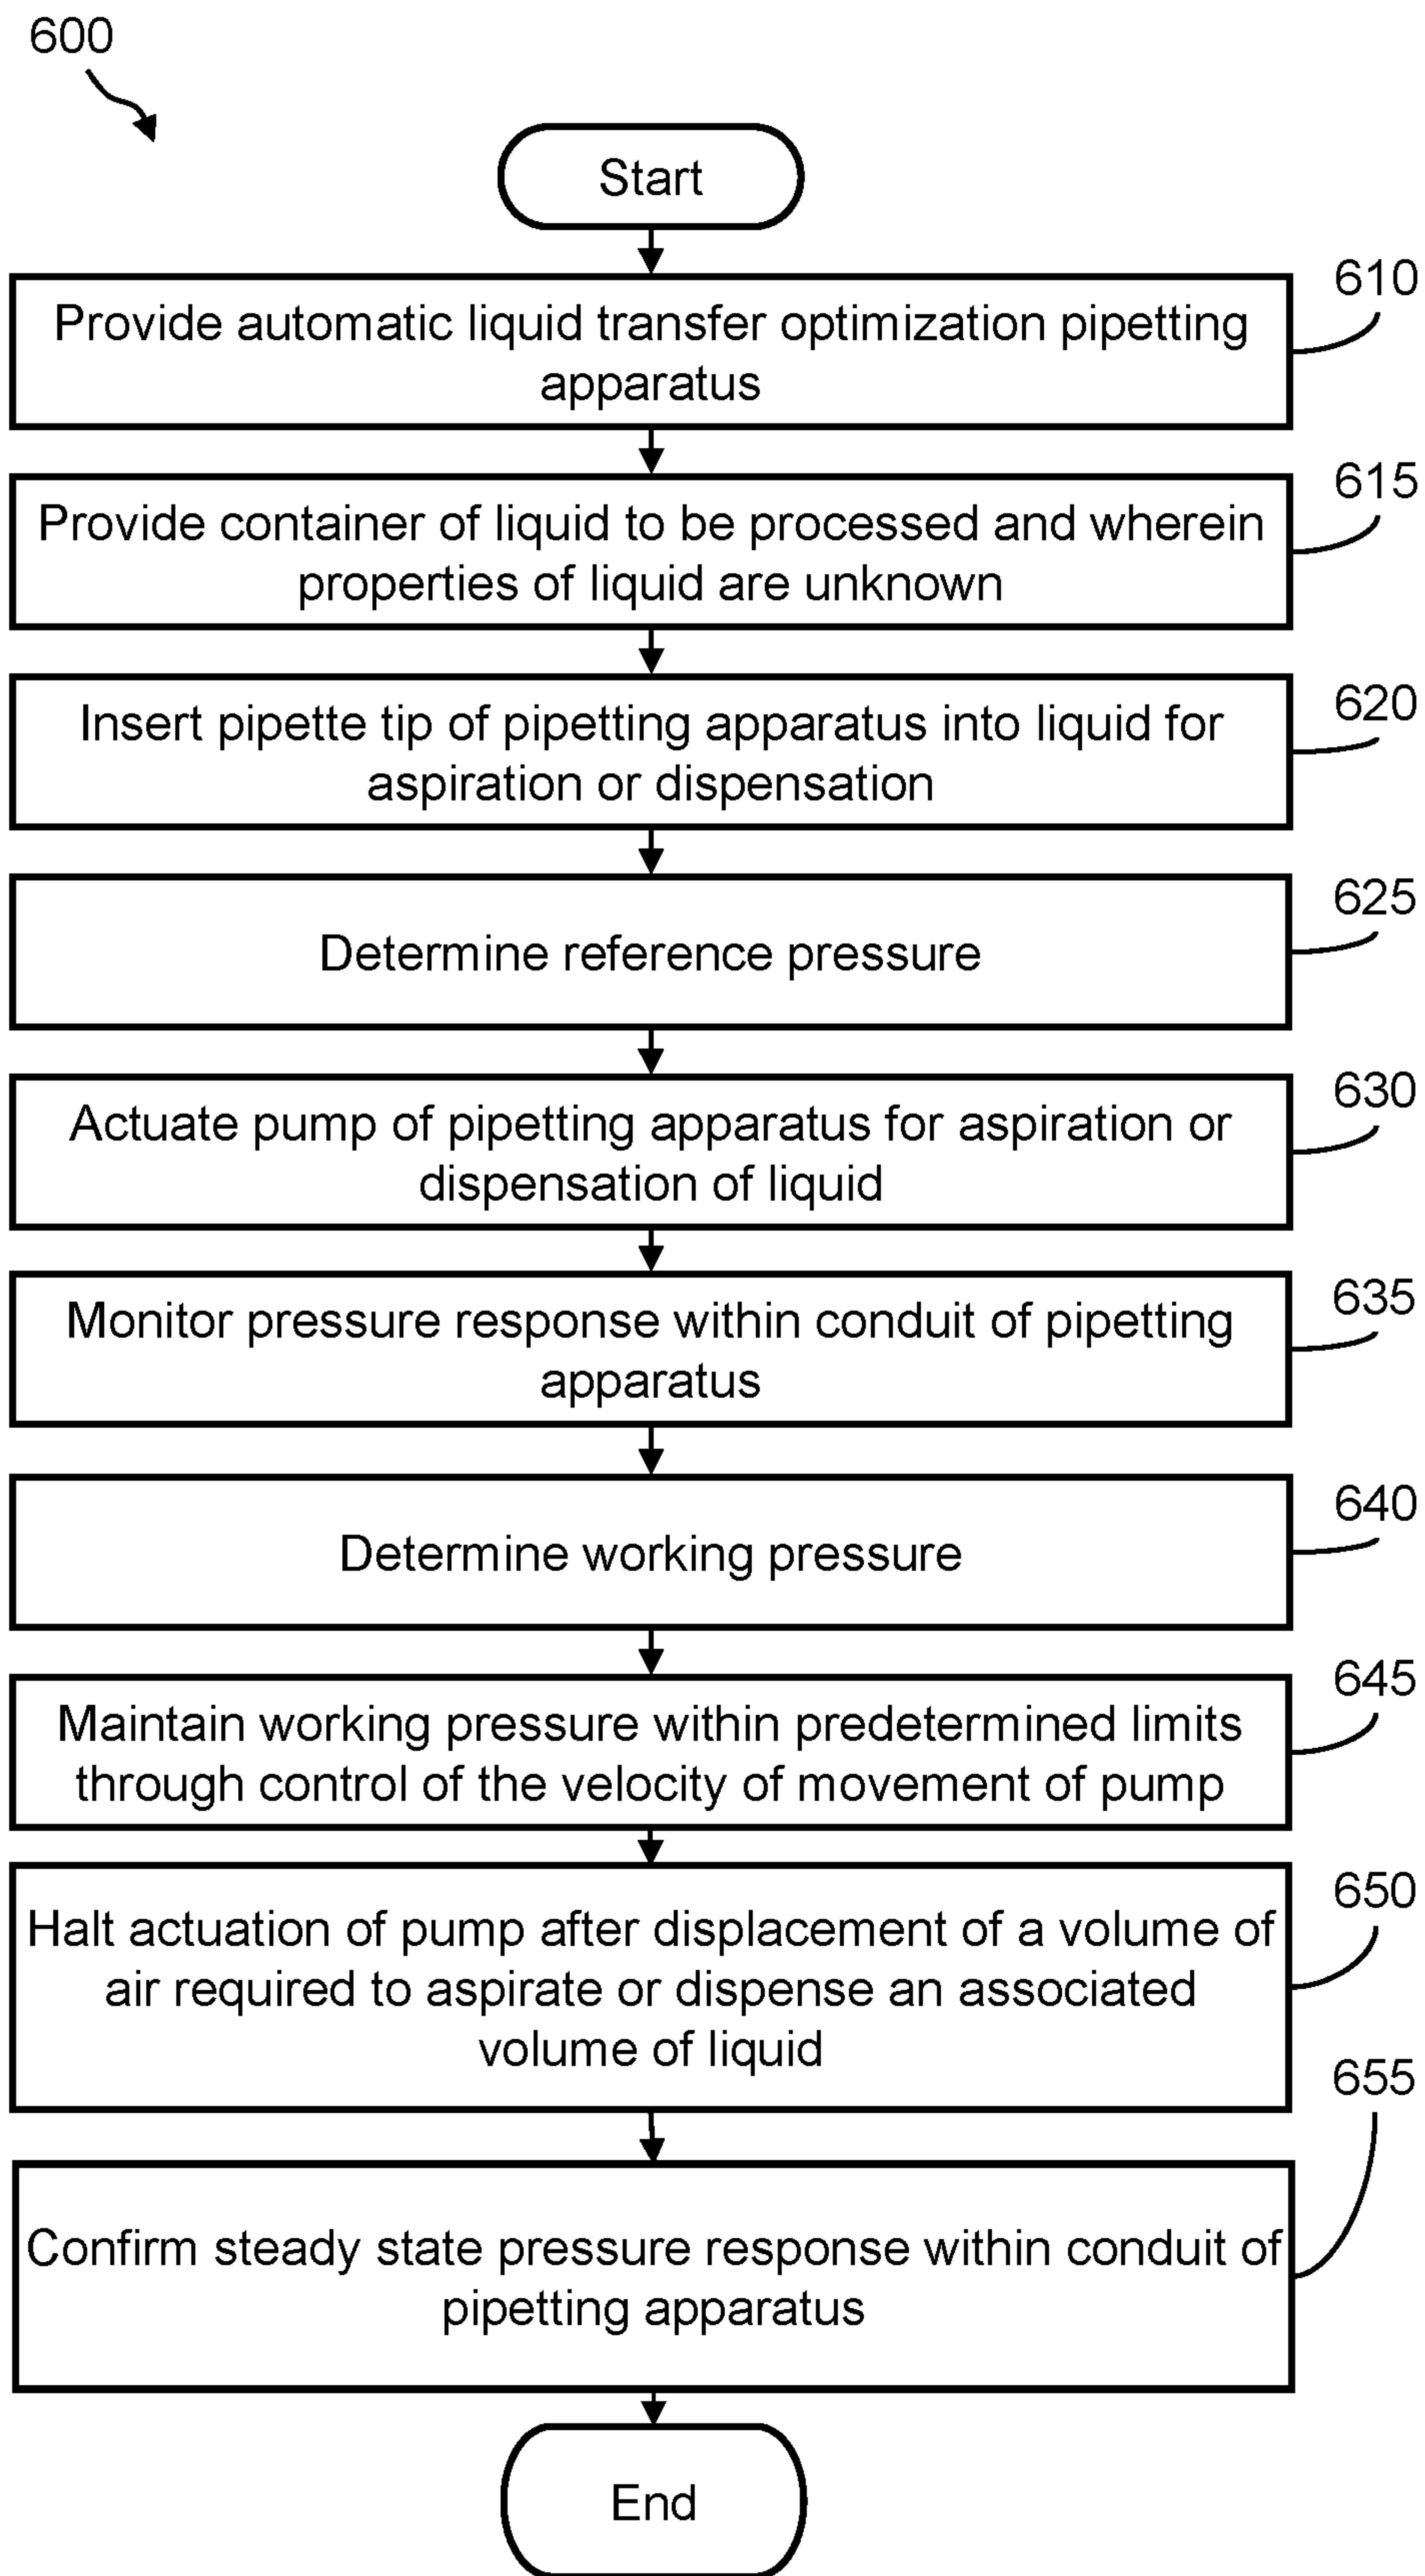 600
Start
610
Provide automatic liquid transfer optimization pipetting
apparatus
615
Provide container of liquid to be processed and wherein
properties of liquid are unknown
620
Insert pipette tip of pipetting apparatus into liquid for
aspiration or dispensation
625
Determine reference pressure
630
Actuate pump of pipetting apparatus for aspiration or
dispensation of liquid
635
Monitor pressure response within conduit of pipetting
apparatus
640
Determine working pressure
645
Maintain working pressure within predetermined limits
through control of the velocity of movement of pump
650
Halt actuation of pump after displacement of a volume of
air required to aspirate or dispense an associated
volume of liquid
655
Confirm steady state pressure response within conduit of
pipetting apparatus
End